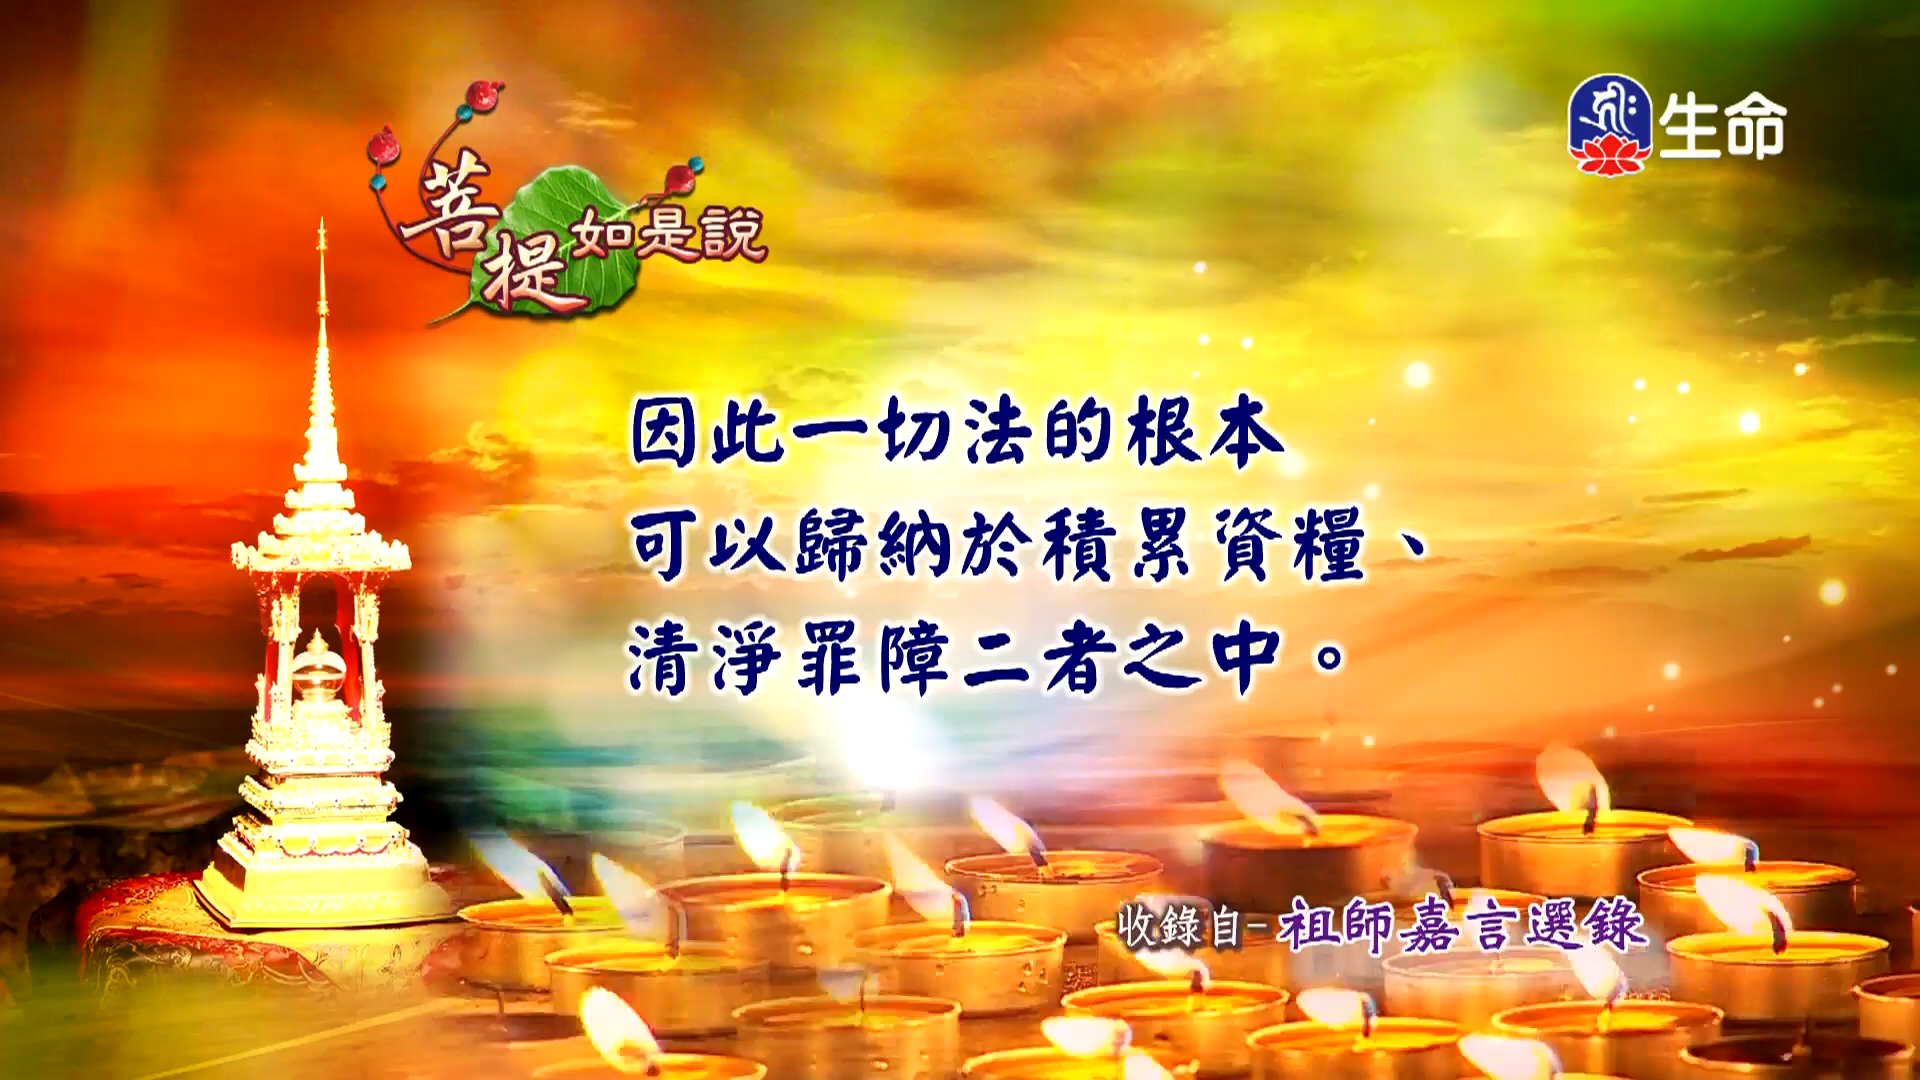 生命
菩提如是說
因此一切法的根本
可以歸納於積累資糧、
清淨罪障二者之中。
收錄自-祖師嘉言選錄